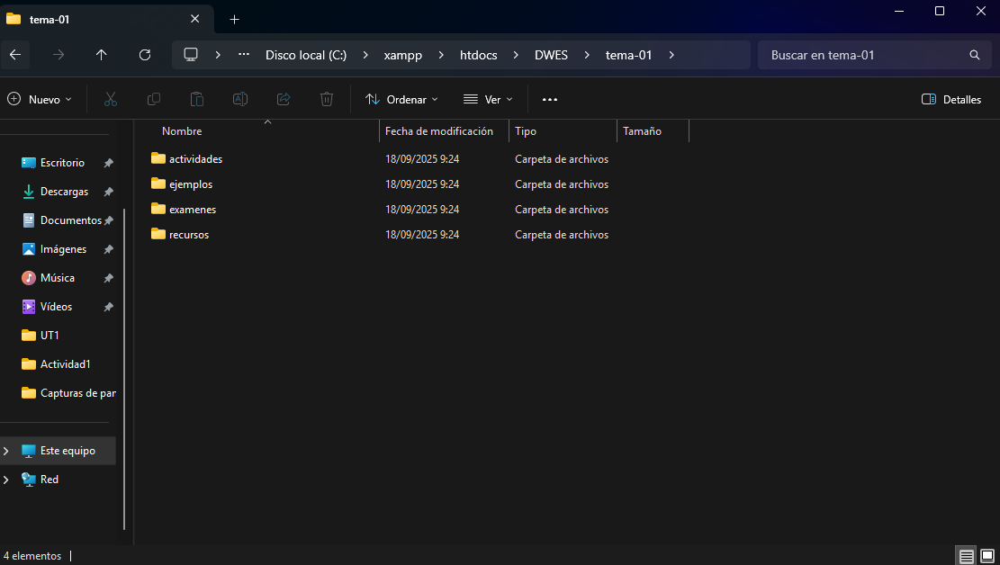 tema-01
Disco local (C:) xampp htdocs DWES tema-01
Buscar en tema-01
Nuevo Ordenar Ver Detalles
Nombre Fecha de modificación Tipo Tamaño
actividades 18/09/2025 9:24 Carpeta de archivos
ejemplos 18/09/2025 9:24 Carpeta de archivos
examenes 18/09/2025 9:24 Carpeta de archivos
recursos 18/09/2025 9:24 Carpeta de archivos
Escritorio
Descargas
Documentos
Imágenes
Música
Vídeos
UT1
Actividad1
Capturas de pan
Este equipo
Red
4 elementos